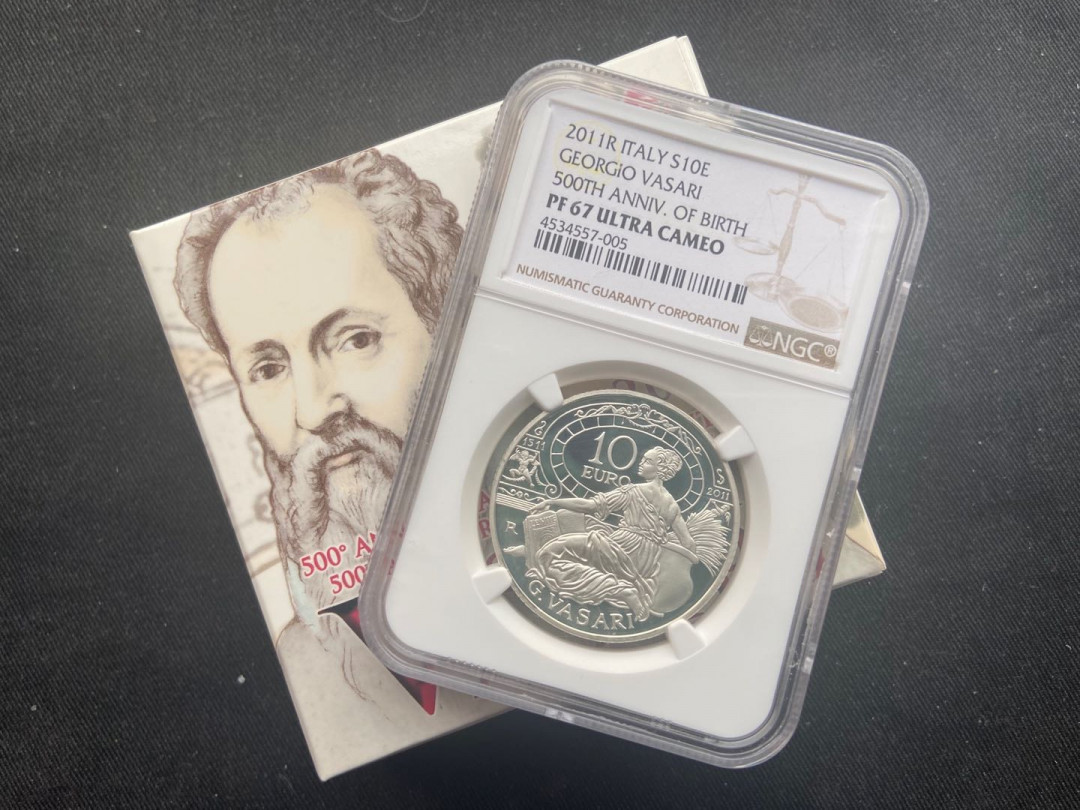 2011R ITALY S10E
GEORGIO VASARI
500TH ANNIV. OF BIRTH
PF 67 ULTRA CAMEO
4534557-005
NUMISMATIC GUARANTY CORPORATION
NGC®
1511
10
EURO
2011
R
G. VASARI
500°
500